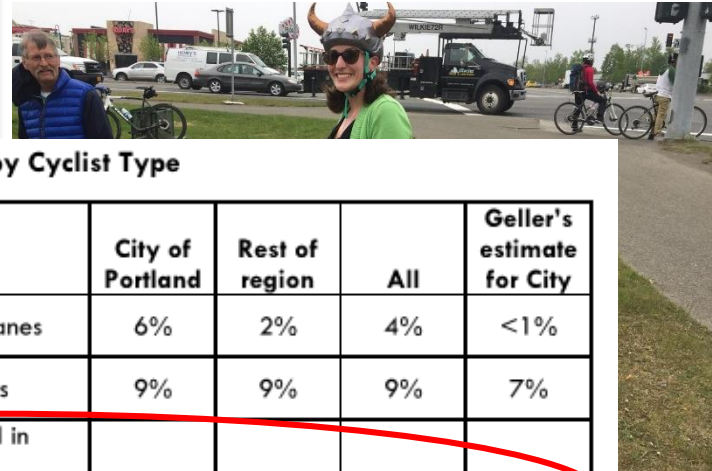 WILKIE72R
by Cyclist Type
City of Portland
Rest of region
All
Geller's estimate for City
anes
6%
2%
4%
<1%
s
9%
9%
9%
7%
in